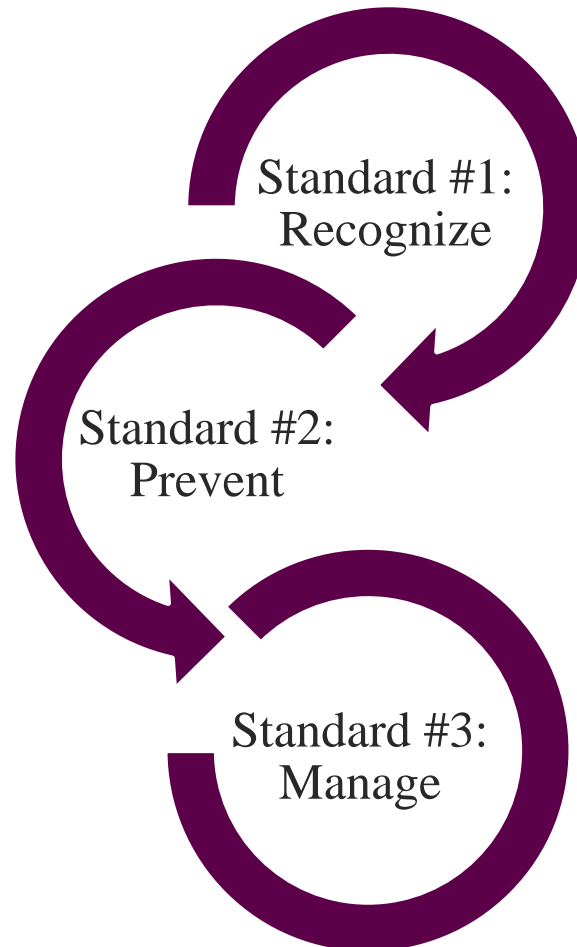 Standard #1:
Recognize
Standard #2:
Prevent
Standard #3:
Manage